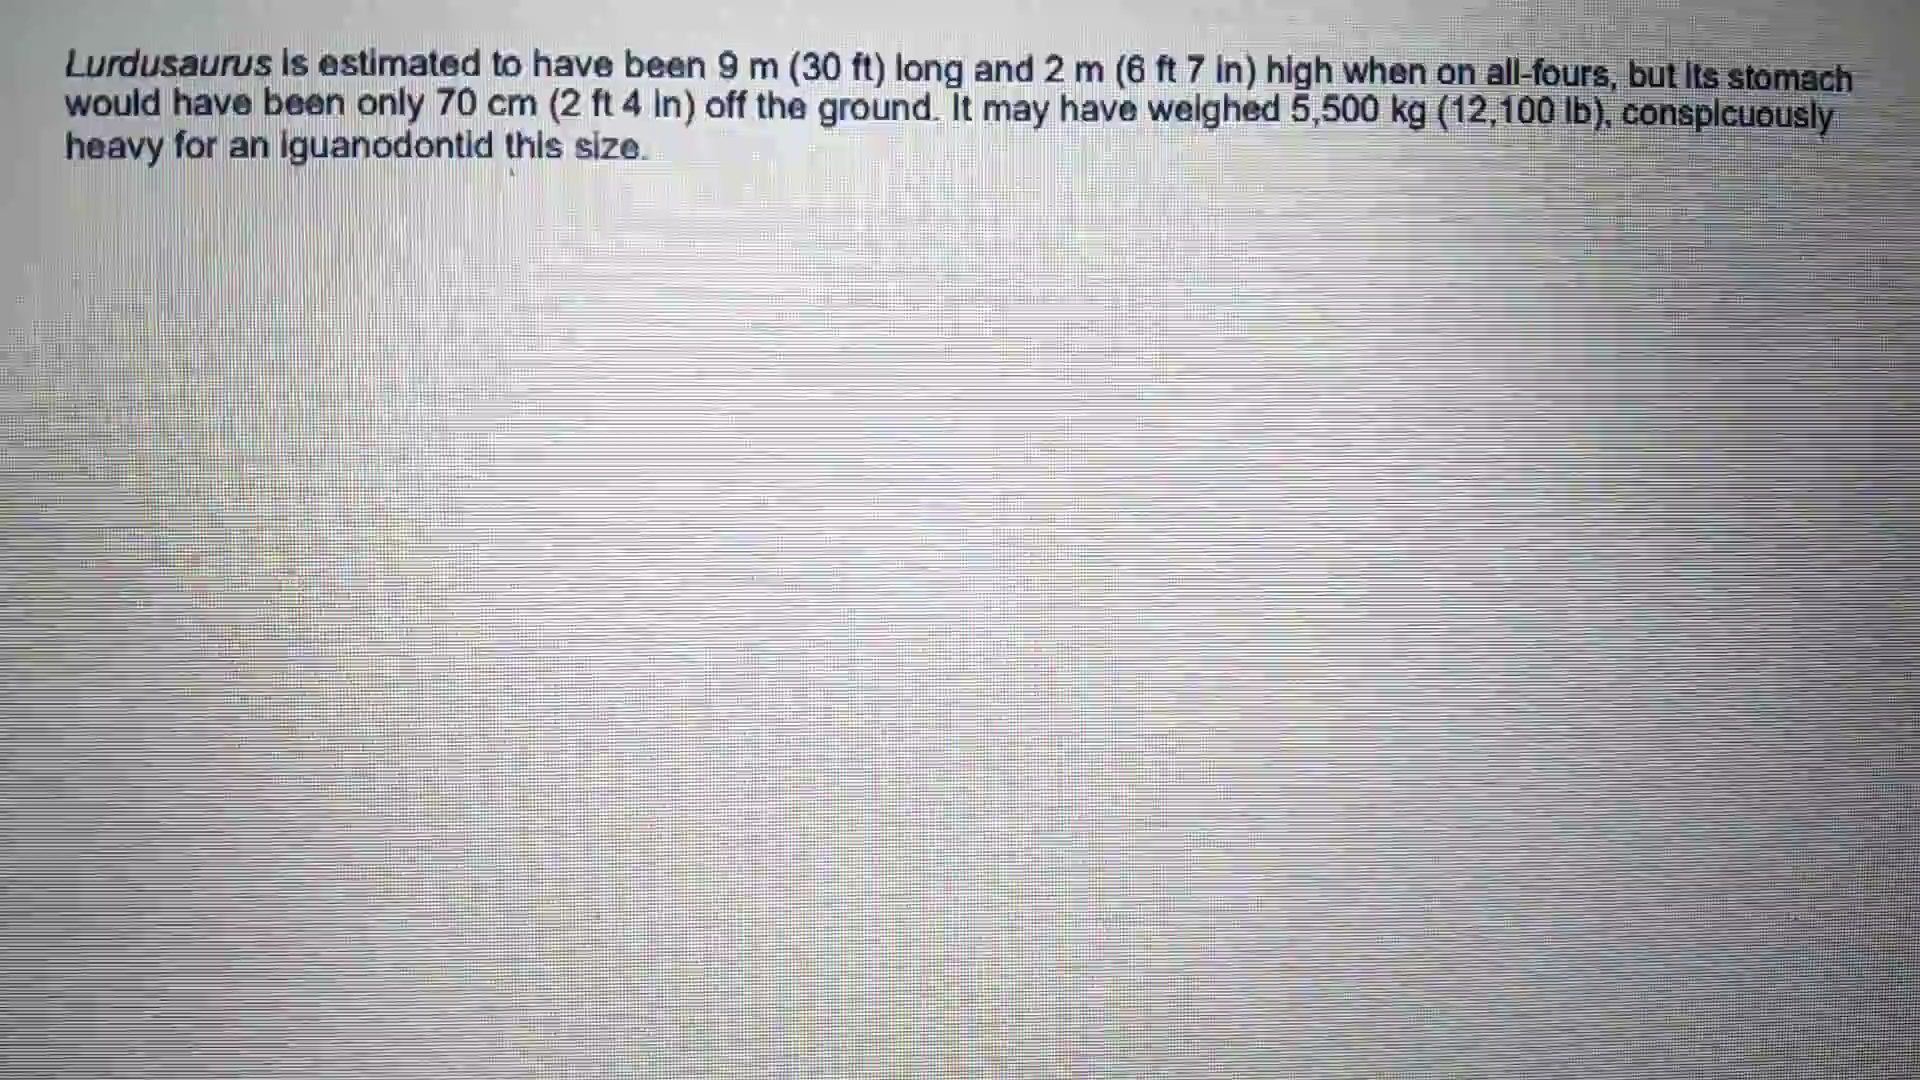 Lurdusaurus is estimated to have been 9 m (30 ft) long and 2 m (6 ft 7 in) high when on all-fours, but its stomach
would have been only 70 cm (2 ft 4 in) off the ground. It may have weighed 5,500 kg (12,100 lb), conspicuously
heavy for an iguanodontid this size.